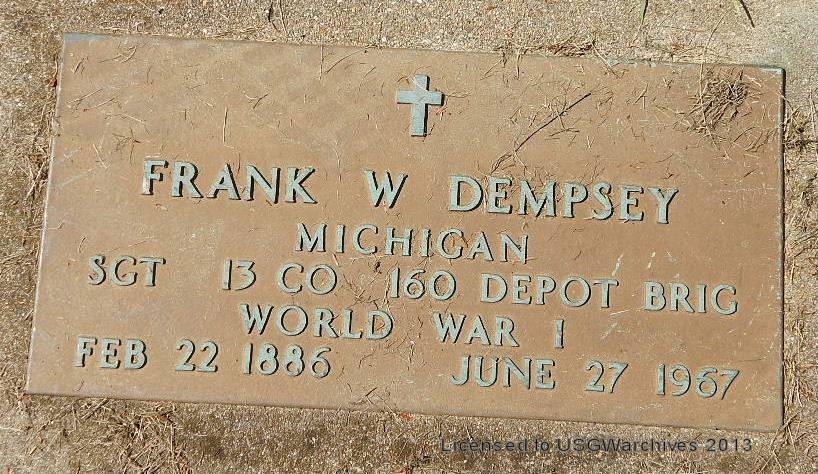 FRANK W DEMPSEY
MICHIGAN
SGT 13 CO 160 DEPOT BRIG
WORLD WAR I
FEB 22 1886 JUNE 27 1967
Licensed to USGWarchives 2013